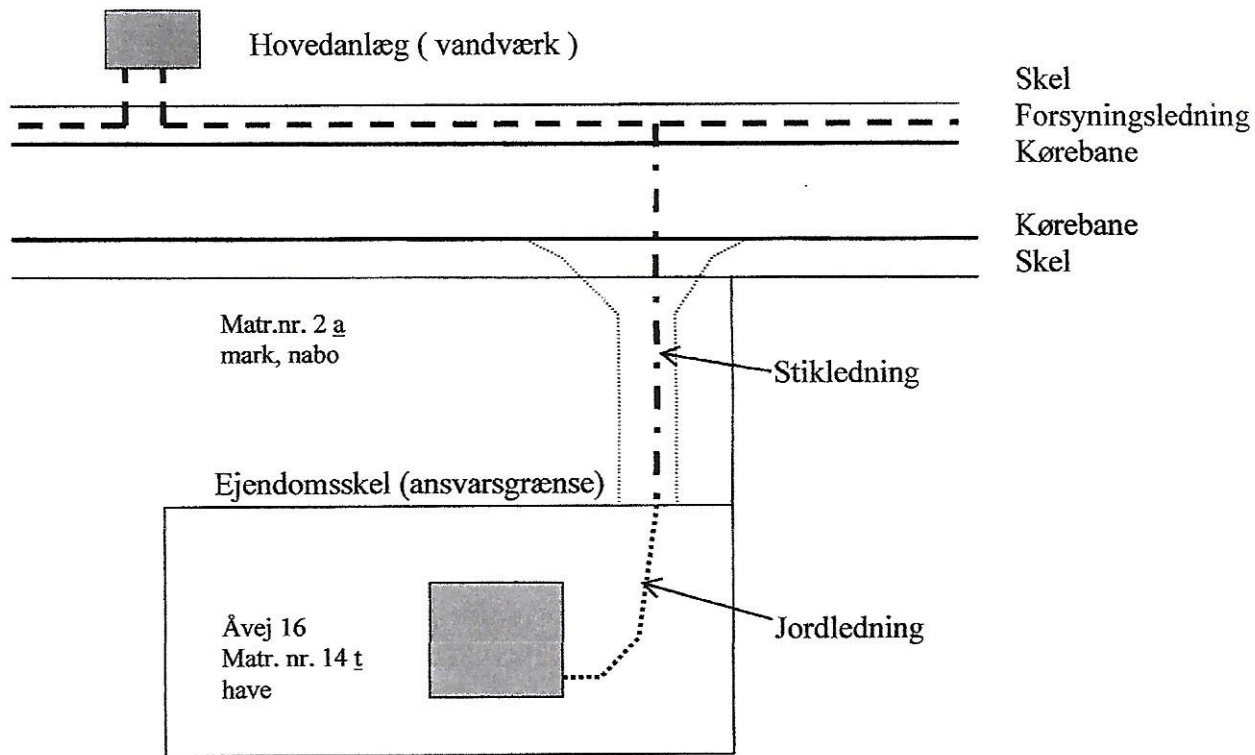 Hovedanlæg ( vandværk )
Skel
Forsyningsledning
Kørebane
Kørebane
Skel
Matr.nr. 2 a
mark, nabo
Stikledning
Ejendomsskel (ansvarsgrænse)
Åvej 16
Matr. nr. 14 t
have
Jordledning